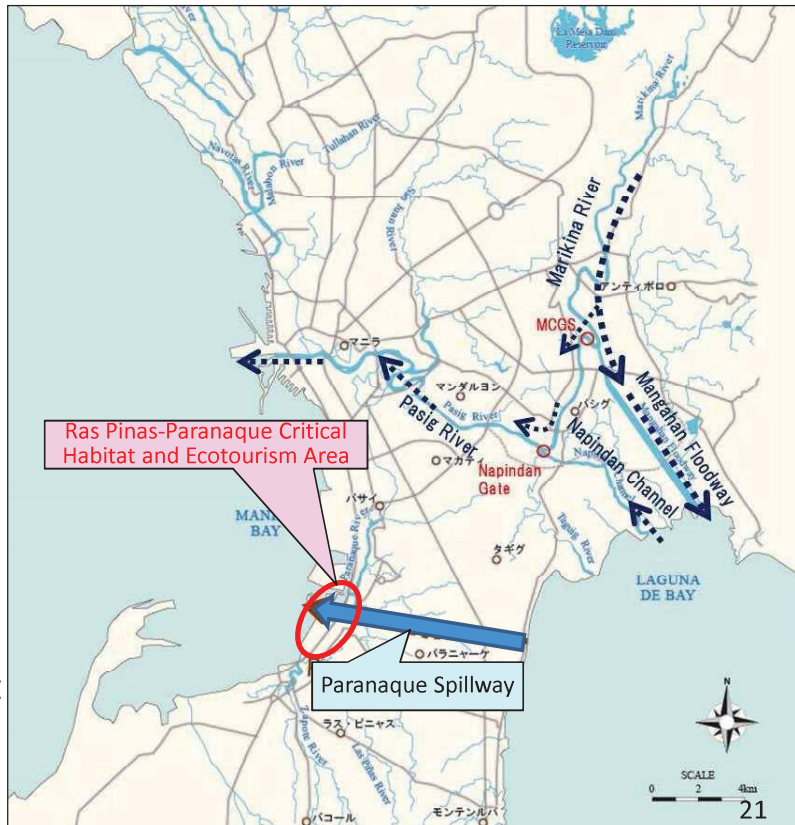 La Mesa Dam
Reservoir
Marikina River
Tullahan River
Malabon River
Navotas River
San Juan River
Marikina River
アンティポロ
MCGS
マニラ
マンダルヨン
パシグ
Pasig River
Pasig River
Mangahan Floodway
Napindan Channel
Napindan
Gate
マカティ
Ras Pinas-Paranaque Critical
Habitat and Ecotourism Area
パサイ
BAY
Parañaque River
タギグ
Taguig River
LAGUNA
DE BAY
パラニャーケ
Paranaque Spillway
ラス・ピニャス
Zapote River
Las Piñas River
バコール
モンテンルパ
N
SCALE
0 2 4km
21